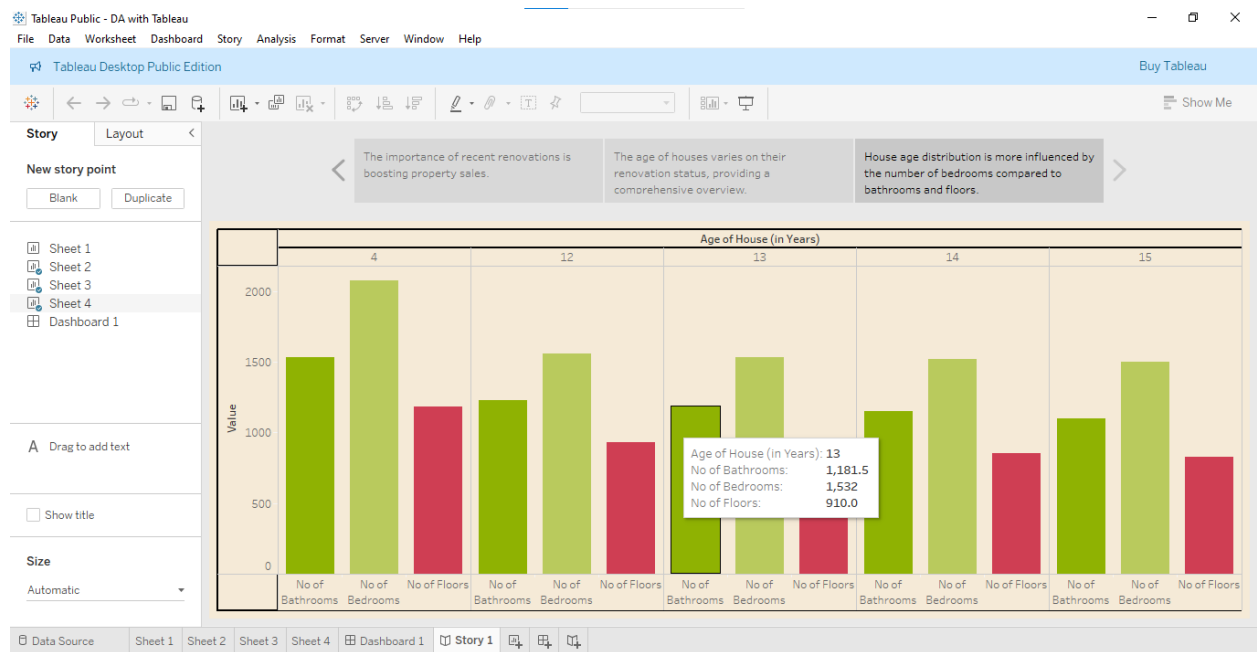 Tableau Public - DA with Tableau
File Data Worksheet Dashboard Story Analysis Format Server Window Help
Tableau Desktop Public Edition
Buy Tableau
Show Me
Story Layout
New story point
Blank Duplicate
Sheet 1
Sheet 2
Sheet 3
Sheet 4
Dashboard 1
A Drag to add text
Show title
Size
Automatic
The importance of recent renovations is
boosting property sales.
The age of houses varies on their
renovation status, providing a
comprehensive overview.
House age distribution is more influenced by
the number of bedrooms compared to
bathrooms and floors.
Age of House (in Years)
4 12 13 14 15
Value
2000
1500
1000
500
0
Age of House (in Years): 13
No of Bathrooms: 1,181.5
No of Bedrooms: 1,532
No of Floors: 910.0
No of Bathrooms No of Bedrooms No of Floors No of Bathrooms No of Bedrooms No of Floors No of Bathrooms No of Bedrooms No of Floors No of Bathrooms No of Bedrooms No of Floors No of Bathrooms No of Bedrooms No of Floors
Data Source Sheet 1 Sheet 2 Sheet 3 Sheet 4 Dashboard 1 Story 1